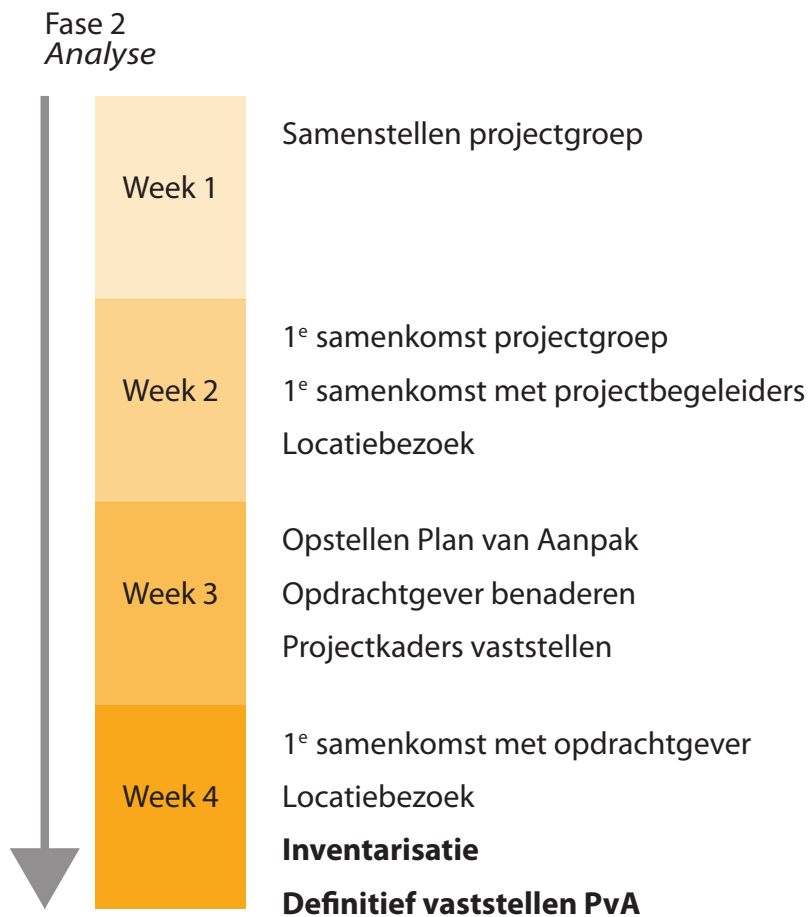 Fase 2
Analyse
Week 1
Samenstellen projectgroep
Week 2
1e samenkomst projectgroep
1e samenkomst met projectbegeleiders
Locatiebezoek
Week 3
Opstellen Plan van Aanpak
Opdrachtgever benaderen
Projectkaders vaststellen
Week 4
1e samenkomst met opdrachtgever
Locatiebezoek
Inventarisatie
Definitief vaststellen PvA